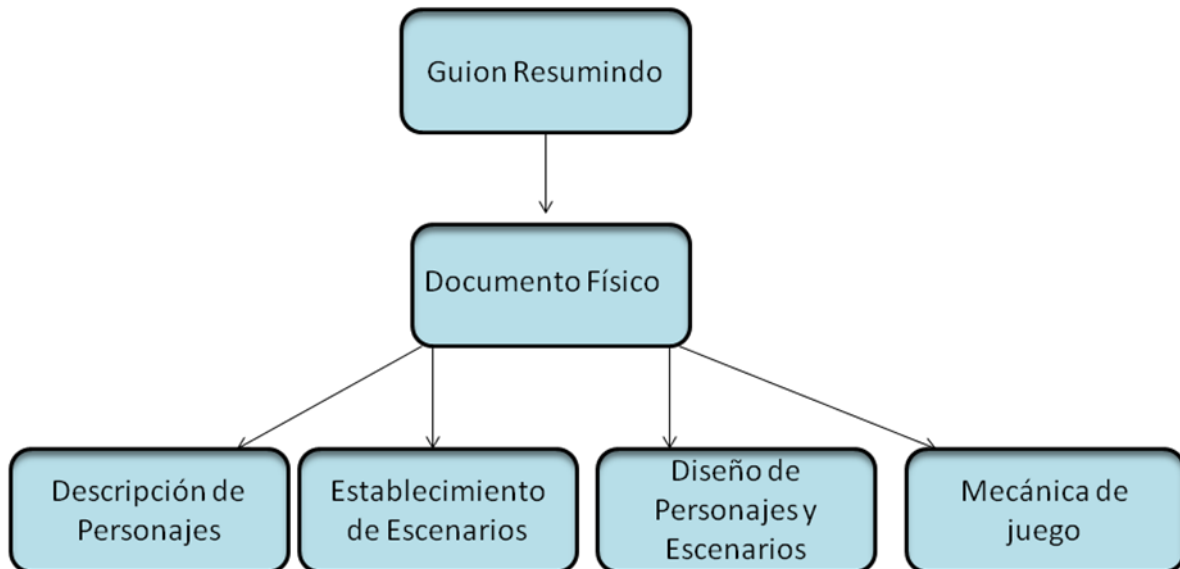 Guion Resumindo
Documento Físico
Descripción de
Personajes
Establecimiento
de Escenarios
Diseño de
Personajes y
Escenarios
Mecánica de
juego